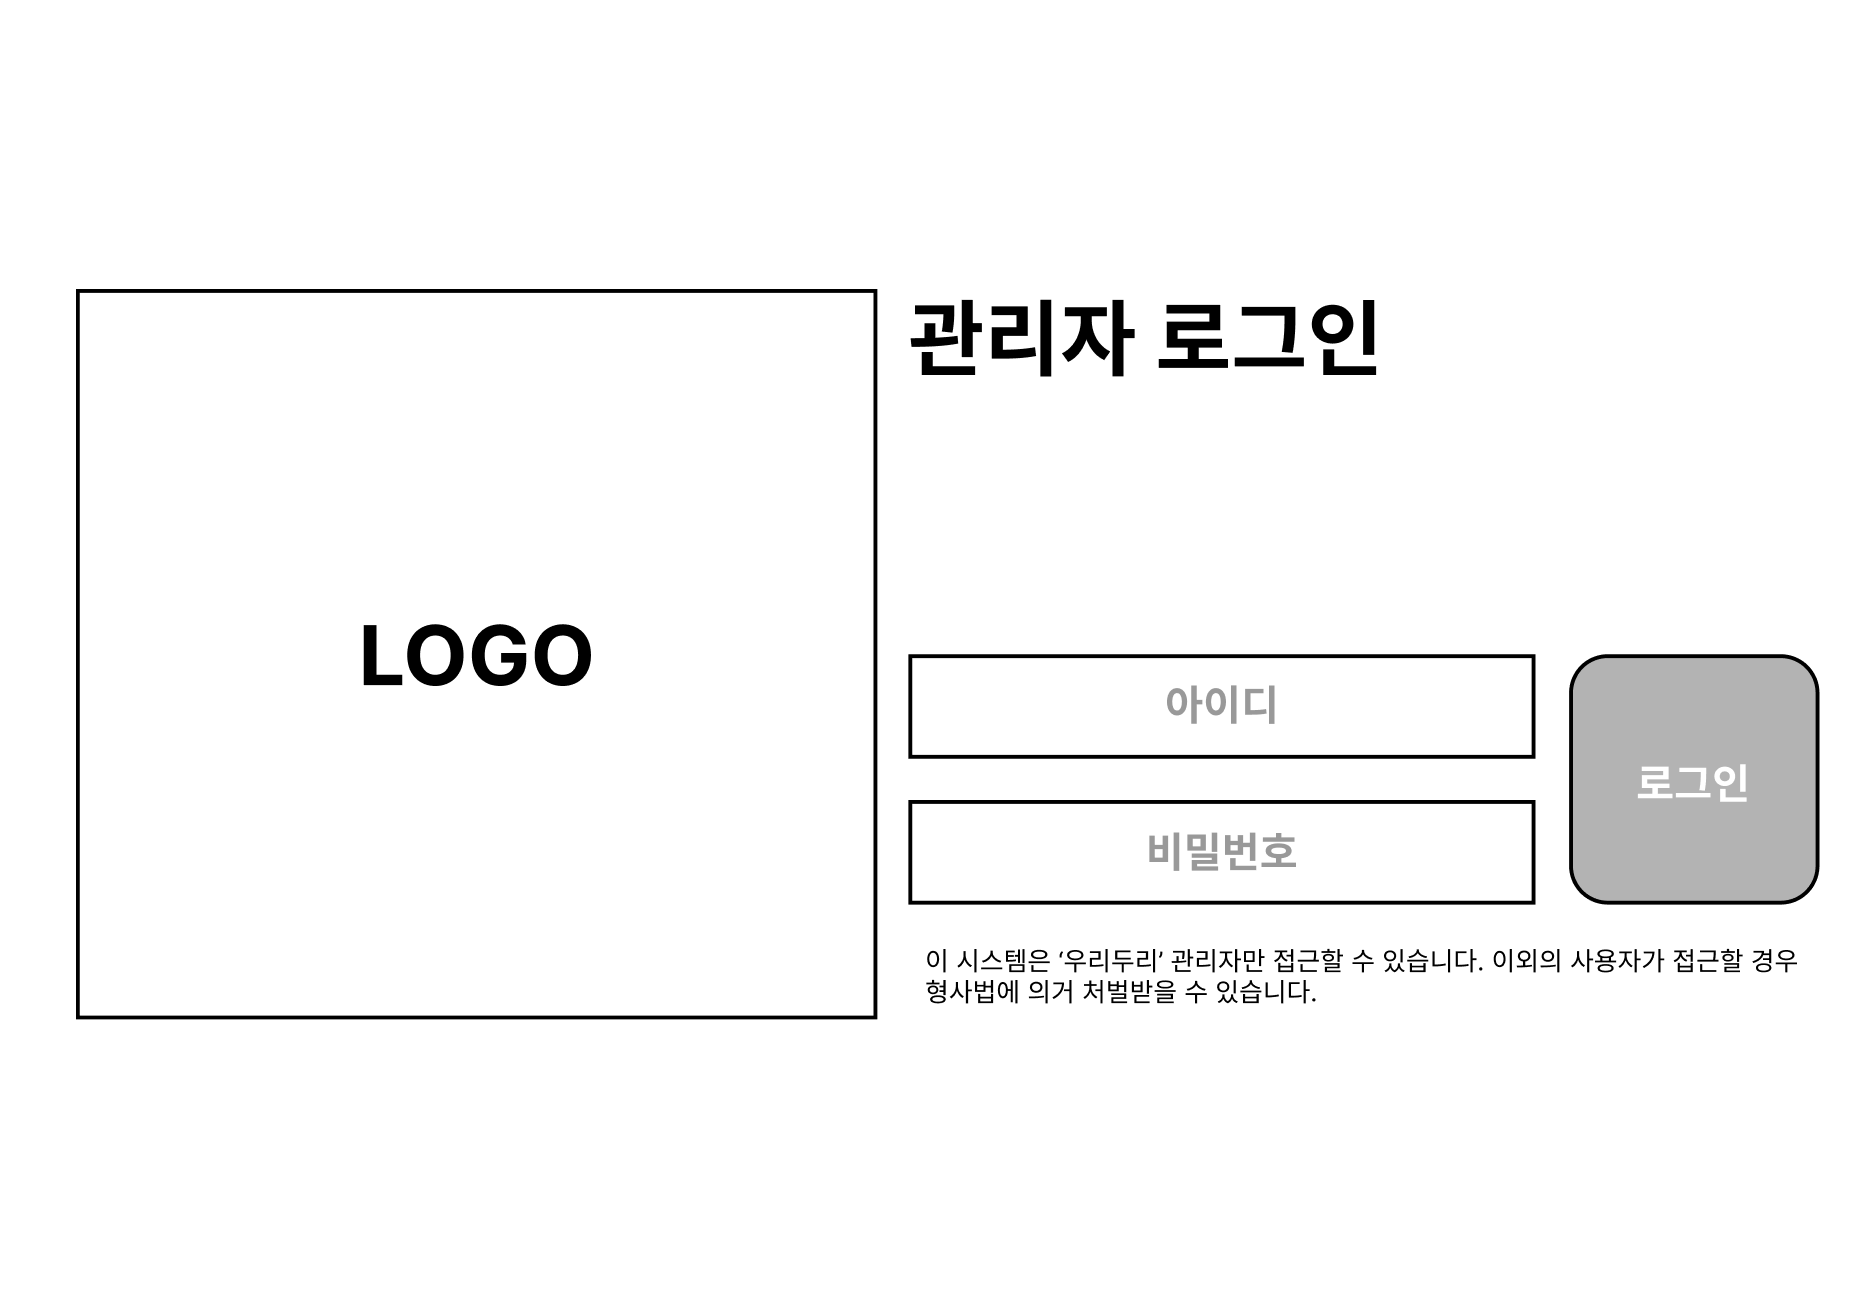 LOGO
관리자 로그인
아이디
비밀번호
로그인
이 시스템은 ‘우리두리’ 관리자만 접근할 수 있습니다. 이외의 사용자가 접근할 경우
형사법에 의거 처벌받을 수 있습니다.